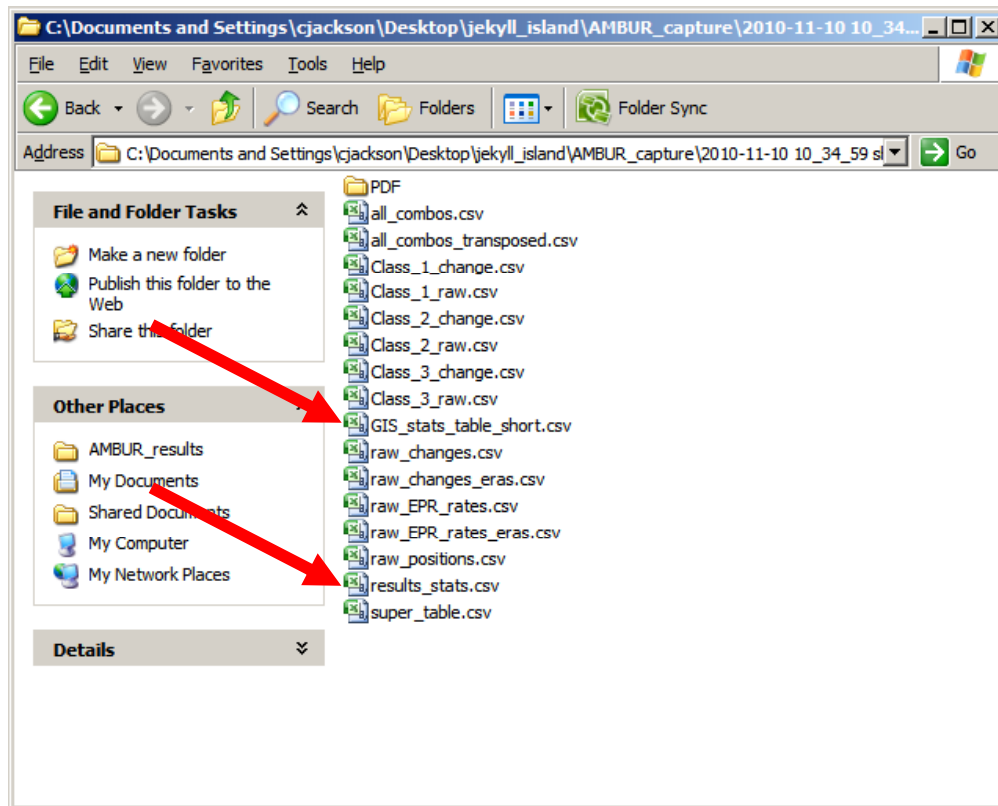 C:\Documents and Settings\cjackson\Desktop\jekyll_island\AMBUR_capture\2010-11-10 10_34...
File Edit View Favorites Tools Help
Back Search Folders Folder Sync
Address C:\Documents and Settings\cjackson\Desktop\jekyll_island\AMBUR_capture\2010-11-10 10_34_59 sl Go
File and Folder Tasks
Make a new folder
Publish this folder to the
Web
Share this folder
Other Places
AMBUR_results
My Documents
Shared Documents
My Computer
My Network Places
Details
PDF
all_combos.csv
all_combos_transposed.csv
Class_1_change.csv
Class_1_raw.csv
Class_2_change.csv
Class_2_raw.csv
Class_3_change.csv
Class_3_raw.csv
GIS_stats_table_short.csv
raw_changes.csv
raw_changes_eras.csv
raw_EPR_rates.csv
raw_EPR_rates_eras.csv
raw_positions.csv
results_stats.csv
super_table.csv